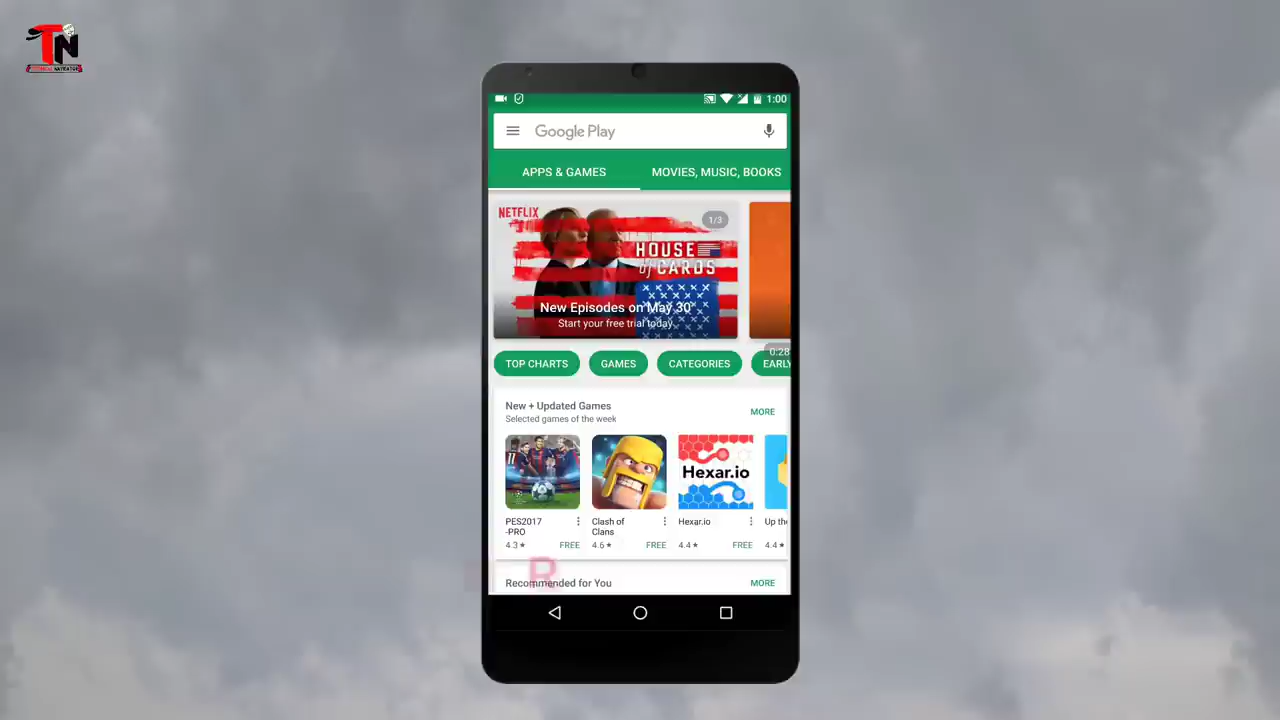 TN
1:00
Google Play
APPS & GAMES
MOVIES, MUSIC, BOOKS
NETFLIX
1/3
HOUSE
of CARDS
New Episodes on May 30
Start your free trial today.
0:28
TOP CHARTS
GAMES
CATEGORIES
EARLY
New + Updated Games
MORE
Selected games of the week
Hexar.io
PES2017
-PRO
4.3★
FREE
Clash of
Clans
4.6★
FREE
Hexar.io
4.4★
FREE
Up the
4.4★
R
Recommended for You
MORE